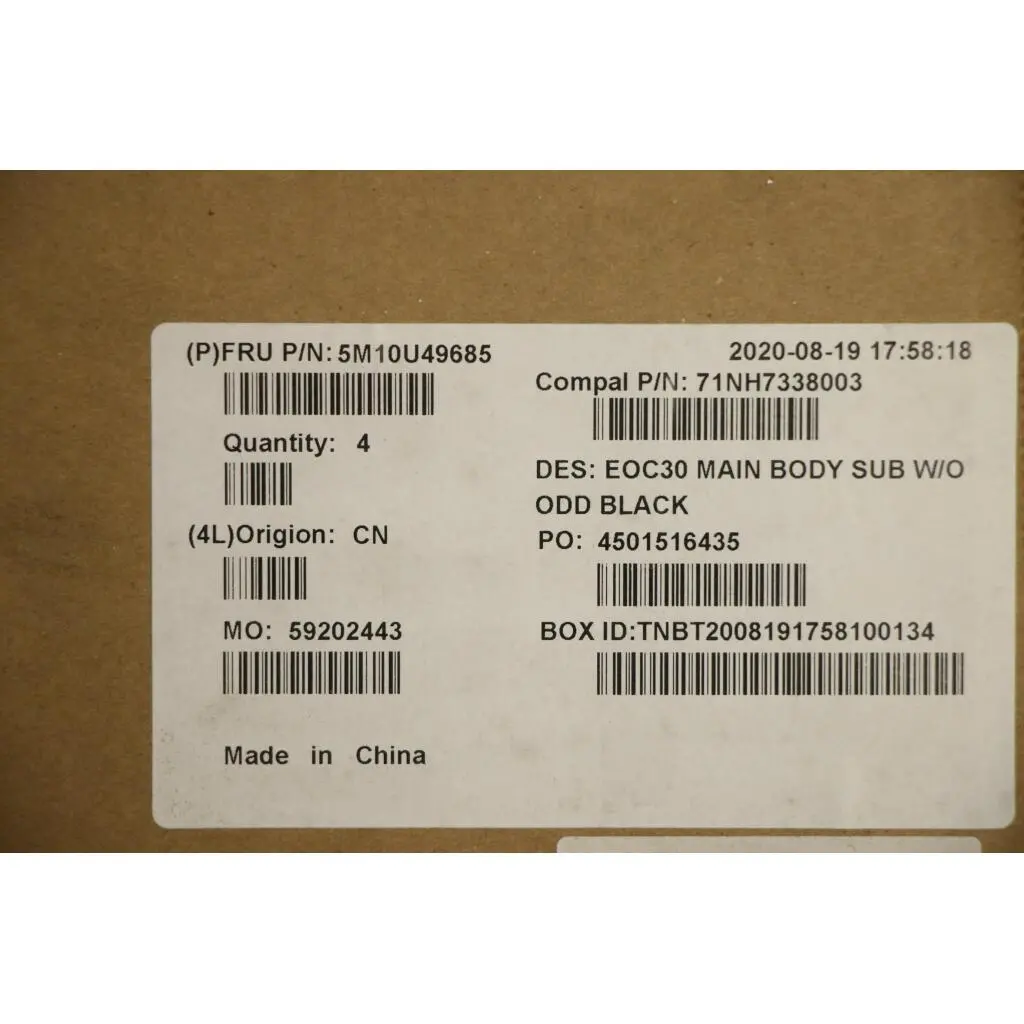 (P)FRU P/N: 5M10U49685
2020-08-19 17:58:18
Compal P/N: 71NH7338003
Quantity: 4
DES: EOC30 MAIN BODY SUB W/O
ODD BLACK
(4L)Origion: CN
PO: 4501516435
MO: 59202443
BOX ID:TNBT2008191758100134
Made in China